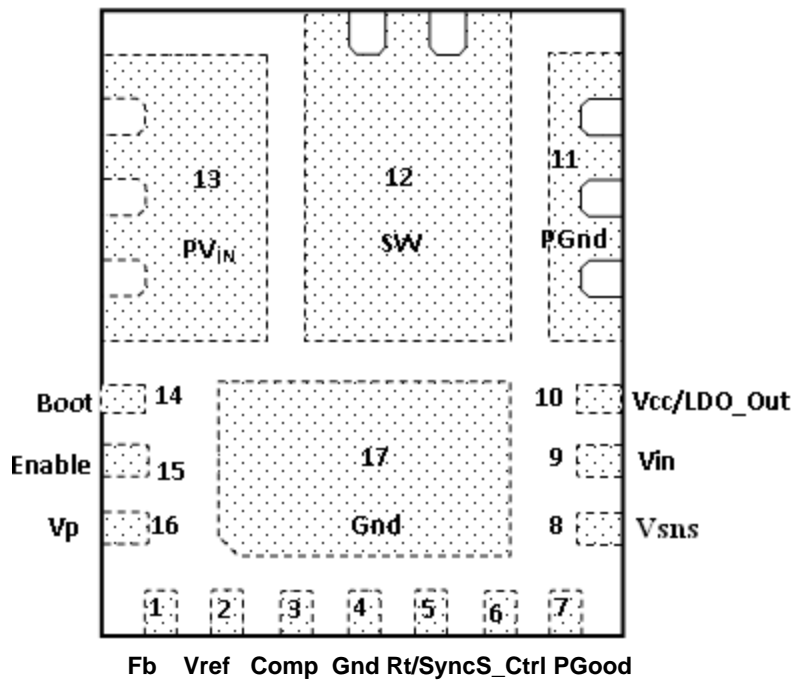 13
12
11
PV_IN
SW
PGnd
Boot
14
10
Vcc/LDO_Out
Enable
15
17
9
Vin
Vp
16
Gnd
8
Vsns
1 2 3 4 5 6 7
Fb Vref Comp Gnd Rt/SyncS_Ctrl PGood